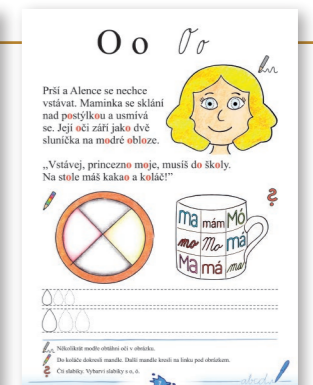 O o O o
Prší a Alence se nechce
vstávat. Maminka se sklání
nad postýlkou a usmívá
se. Její oči září jako dvě
sluníčka na modré obloze.
„Vstávej, princezno moje, musíš do školy.
Na stole máš kakao a koláč!“
ma mám Mó
mo Mo má
Ma má ma
Několikrát modře obtáhni oči v obrázku.
Do koláče dokresli mandle. Další mandle kresli na linku pod obrázkem.
Čti slabiky. Vybarvi slabiky s o, ó.